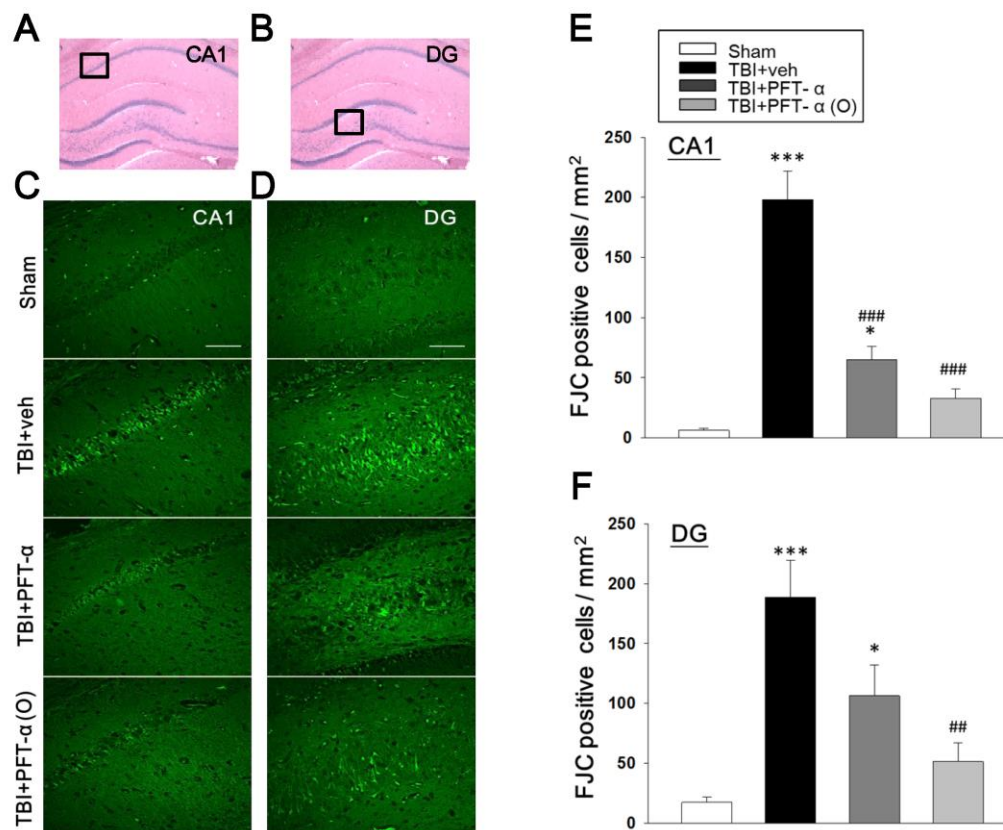 A
CA1
B
DG
C
CA1
D
DG
Sham
TBI+veh
TBI+PFT-α
TBI+PFT-α (O)
E
Sham
TBI+veh
TBI+PFT- α
TBI+PFT- α (O)
CA1
FJC positive cells / mm²
250
200
150
100
50
0
***
###
*
###
F
DG
FJC positive cells / mm²
250
200
150
100
50
0
***
*
##